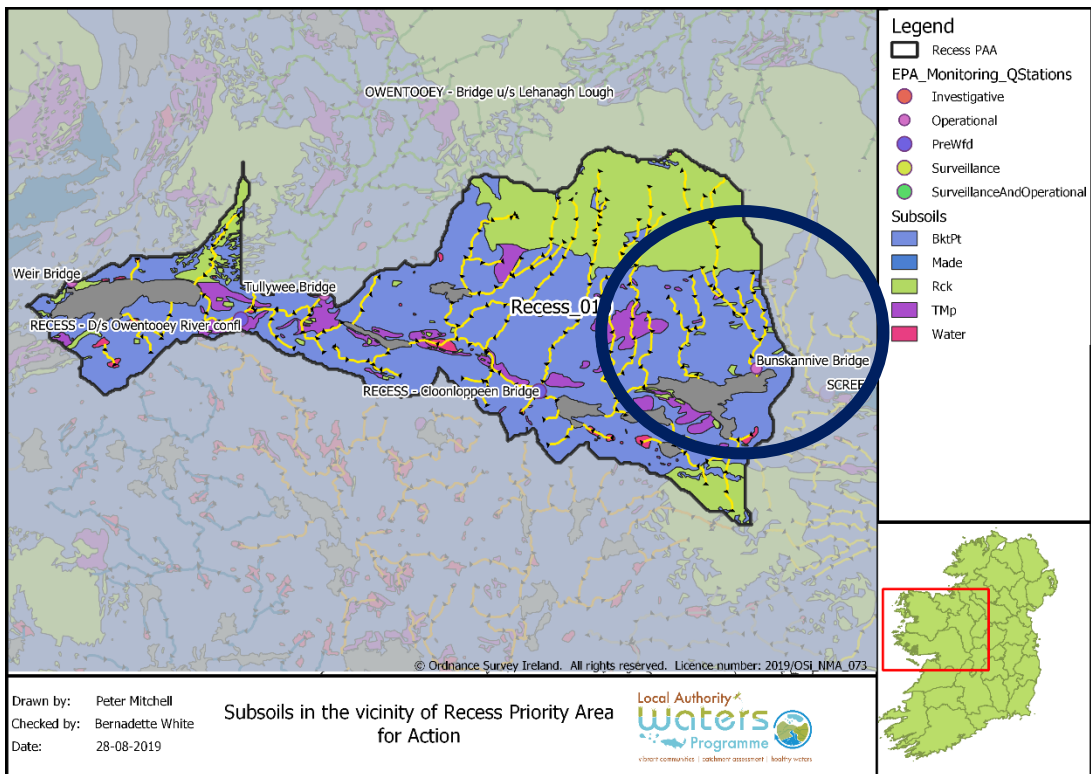 OWENTOOEY - Bridge u/s Lehanagh Lough
Weir Bridge
Tullywee Bridge
Recess_01
RECESS - D/s Owentooey River confl
Bunskannive Bridge
SCREE
RECESS - Cloonloppeen Bridge
© Ordnance Survey Ireland. All rights reserved. Licence number: 2019/OSi_NMA_073
Legend
Recess PAA
EPA_Monitoring_QStations
Investigative
Operational
PreWfd
Surveillance
SurveillanceAndOperational
Subsoils
BktPt
Made
Rck
TMp
Water
Drawn by: Peter Mitchell
Checked by: Bernadette White
Date: 28-08-2019
Subsoils in the vicinity of Recess Priority Area
for Action
Local Authority
Waters
Programme
vibrant communities | catchment assessment | healthy waters